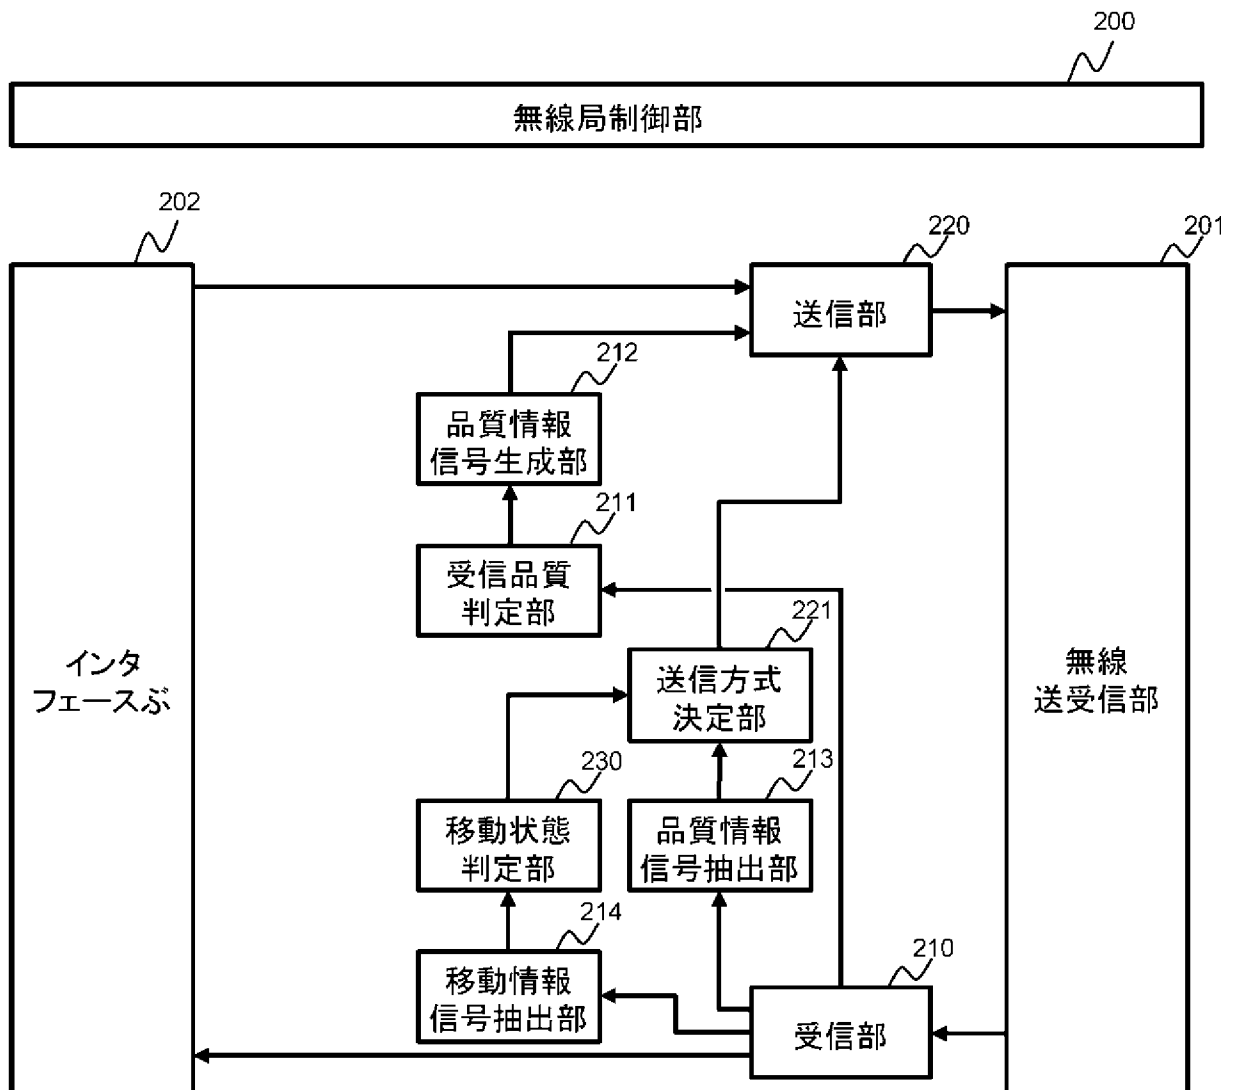 200
無線局制御部
202
220
201
送信部
212
品質情報
信号生成部
211
受信品質
判定部
221
インタ
フェースぶ
送信方式
決定部
無線
送受信部
230
213
移動状態
判定部
品質情報
信号抽出部
214
210
移動情報
信号抽出部
受信部